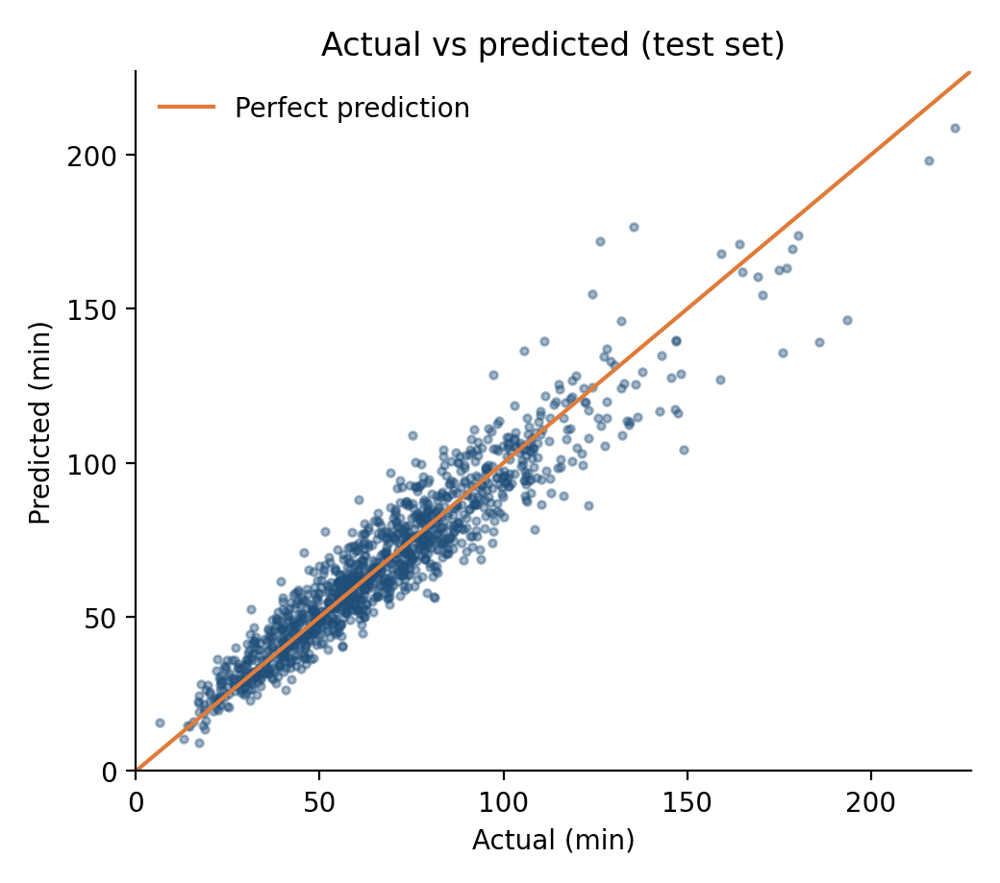 Actual vs predicted (test set)
Perfect prediction
200
150
100
50
0
Predicted (min)
0 50 100 150 200
Actual (min)